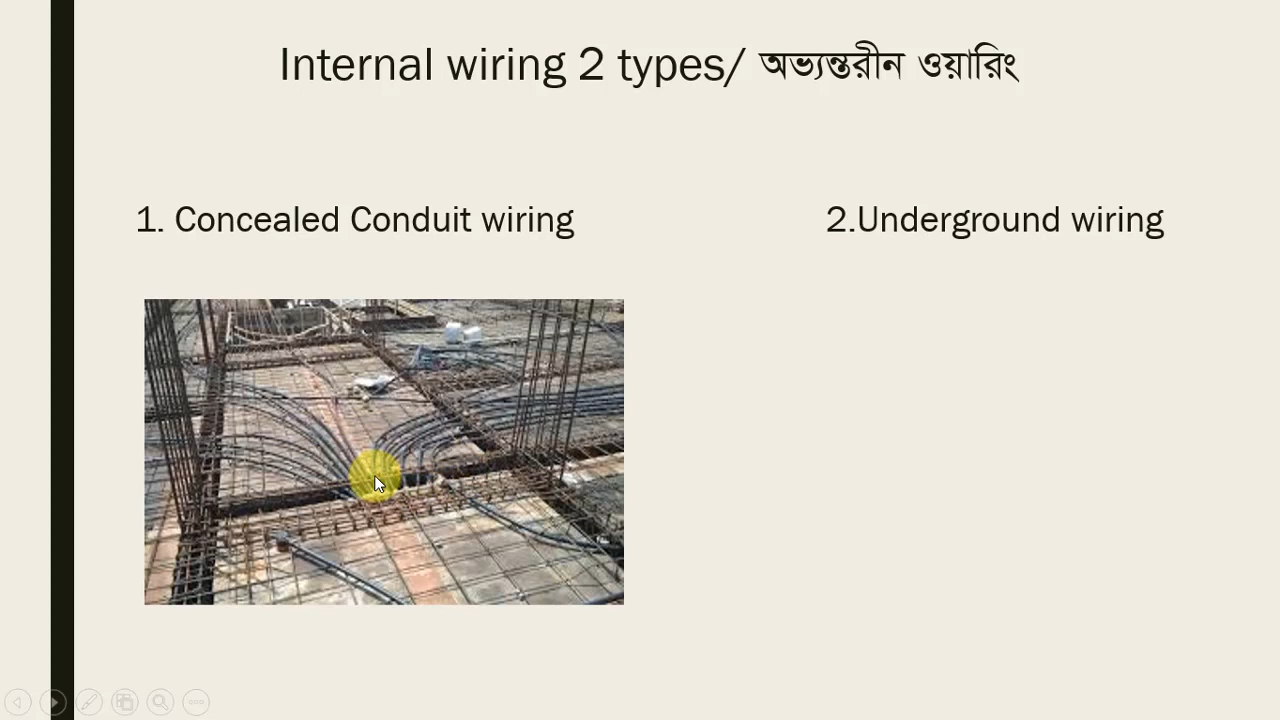 Internal wiring 2 types/ অভ্যন্তরীন ওয়ারিং
1. Concealed Conduit wiring
2.Underground wiring